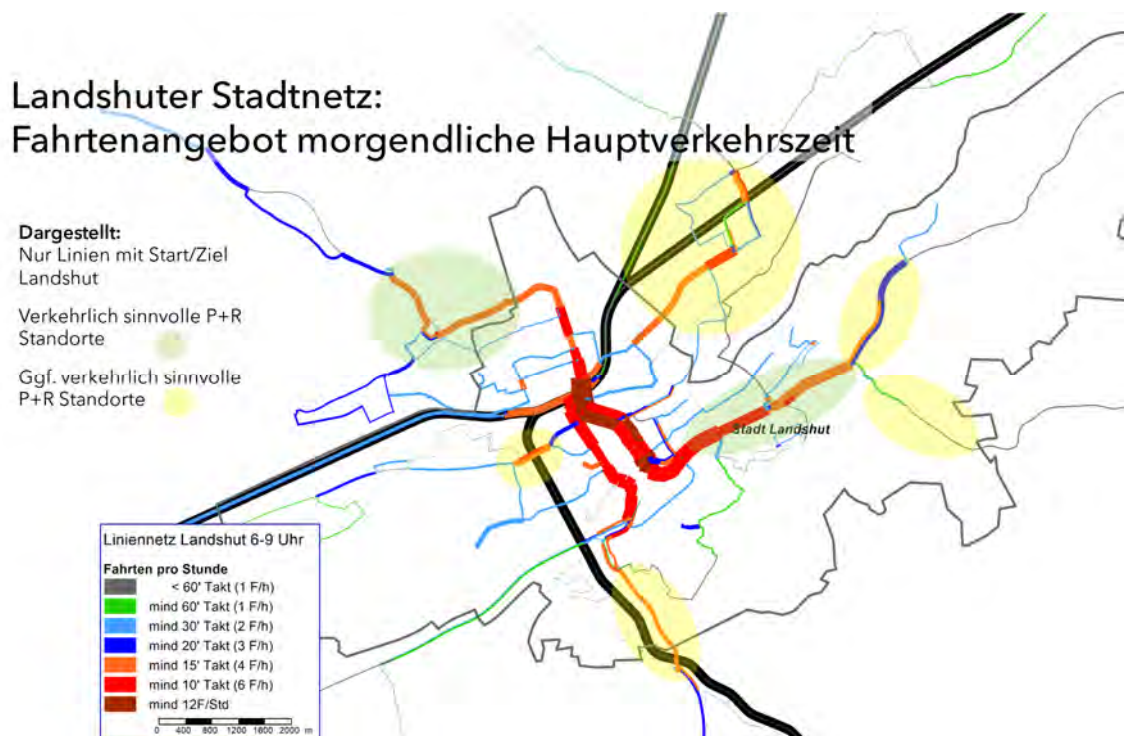 Landshuter Stadtnetz:
Fahrtenangebot morgendliche Hauptverkehrszeit
Dargestellt:
Nur Linien mit Start/Ziel
Landshut
Verkehrlich sinnvolle P+R
Standorte
Ggf. verkehrlich sinnvolle
P+R Standorte
Stadt Landshut
Liniennetz Landshut 6-9 Uhr
Fahrten pro Stunde
< 60' Takt (1 F/h)
mind 60' Takt (1 F/h)
mind 30' Takt (2 F/h)
mind 20' Takt (3 F/h)
mind 15' Takt (4 F/h)
mind 10' Takt (6 F/h)
mind 12F/Std
0 400 800 1200 1600 2000 m